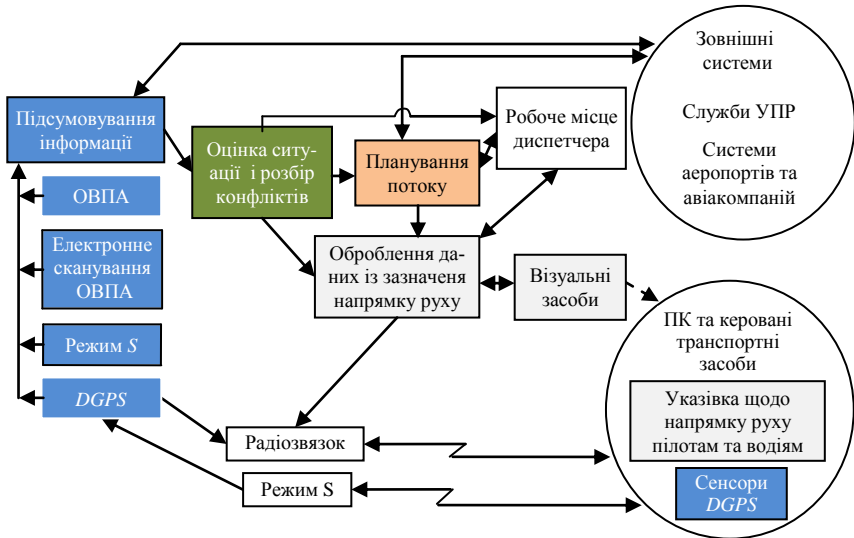 Зовнішні
системи
Служби УПР
Системи
аеропортів та
авіакомпаній
Підсумовування
інформації
Оцінка ситу-
ації і розбір
конфліктів
Планування
потоку
Робоче місце
диспетчера
ОВПА
Електронне
сканування
ОВПА
Режим S
DGPS
Оброблення да-
них із зазначеня
напрямку руху
Візуальні
засоби
ПК та керовані
транспортні
засоби
Указівка щодо
напрямку руху
пілотам та водіям
Сенсори
DGPS
Радіозвязок
Режим S